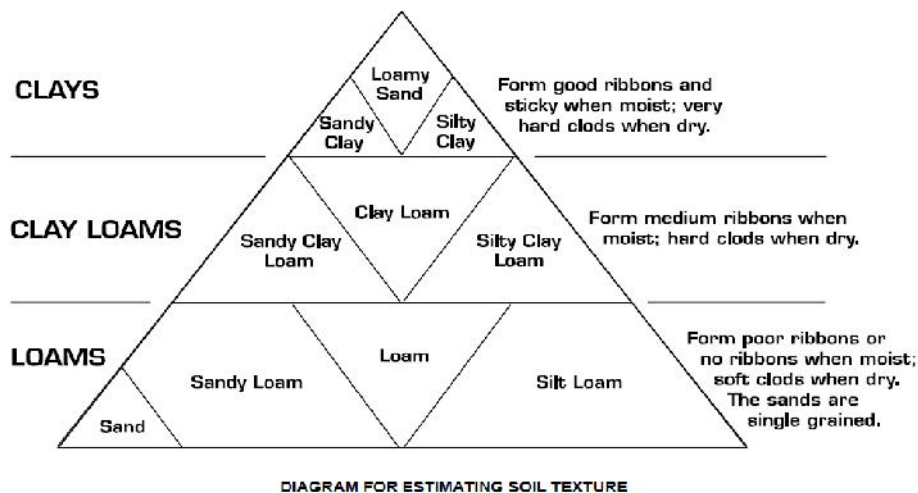 CLAYS
Loamy
Sand
Sandy
Clay
Silty
Clay
Form good ribbons and
sticky when moist; very
hard clods when dry.
CLAY LOAMS
Clay Loam
Sandy Clay
Loam
Silty Clay
Loam
Form medium ribbons when
moist; hard clods when dry.
LOAMS
Loam
Sandy Loam
Silt Loam
Sand
Form poor ribbons or
no ribbons when moist;
soft clods when dry.
The sands are
single grained.
DIAGRAM FOR ESTIMATING SOIL TEXTURE